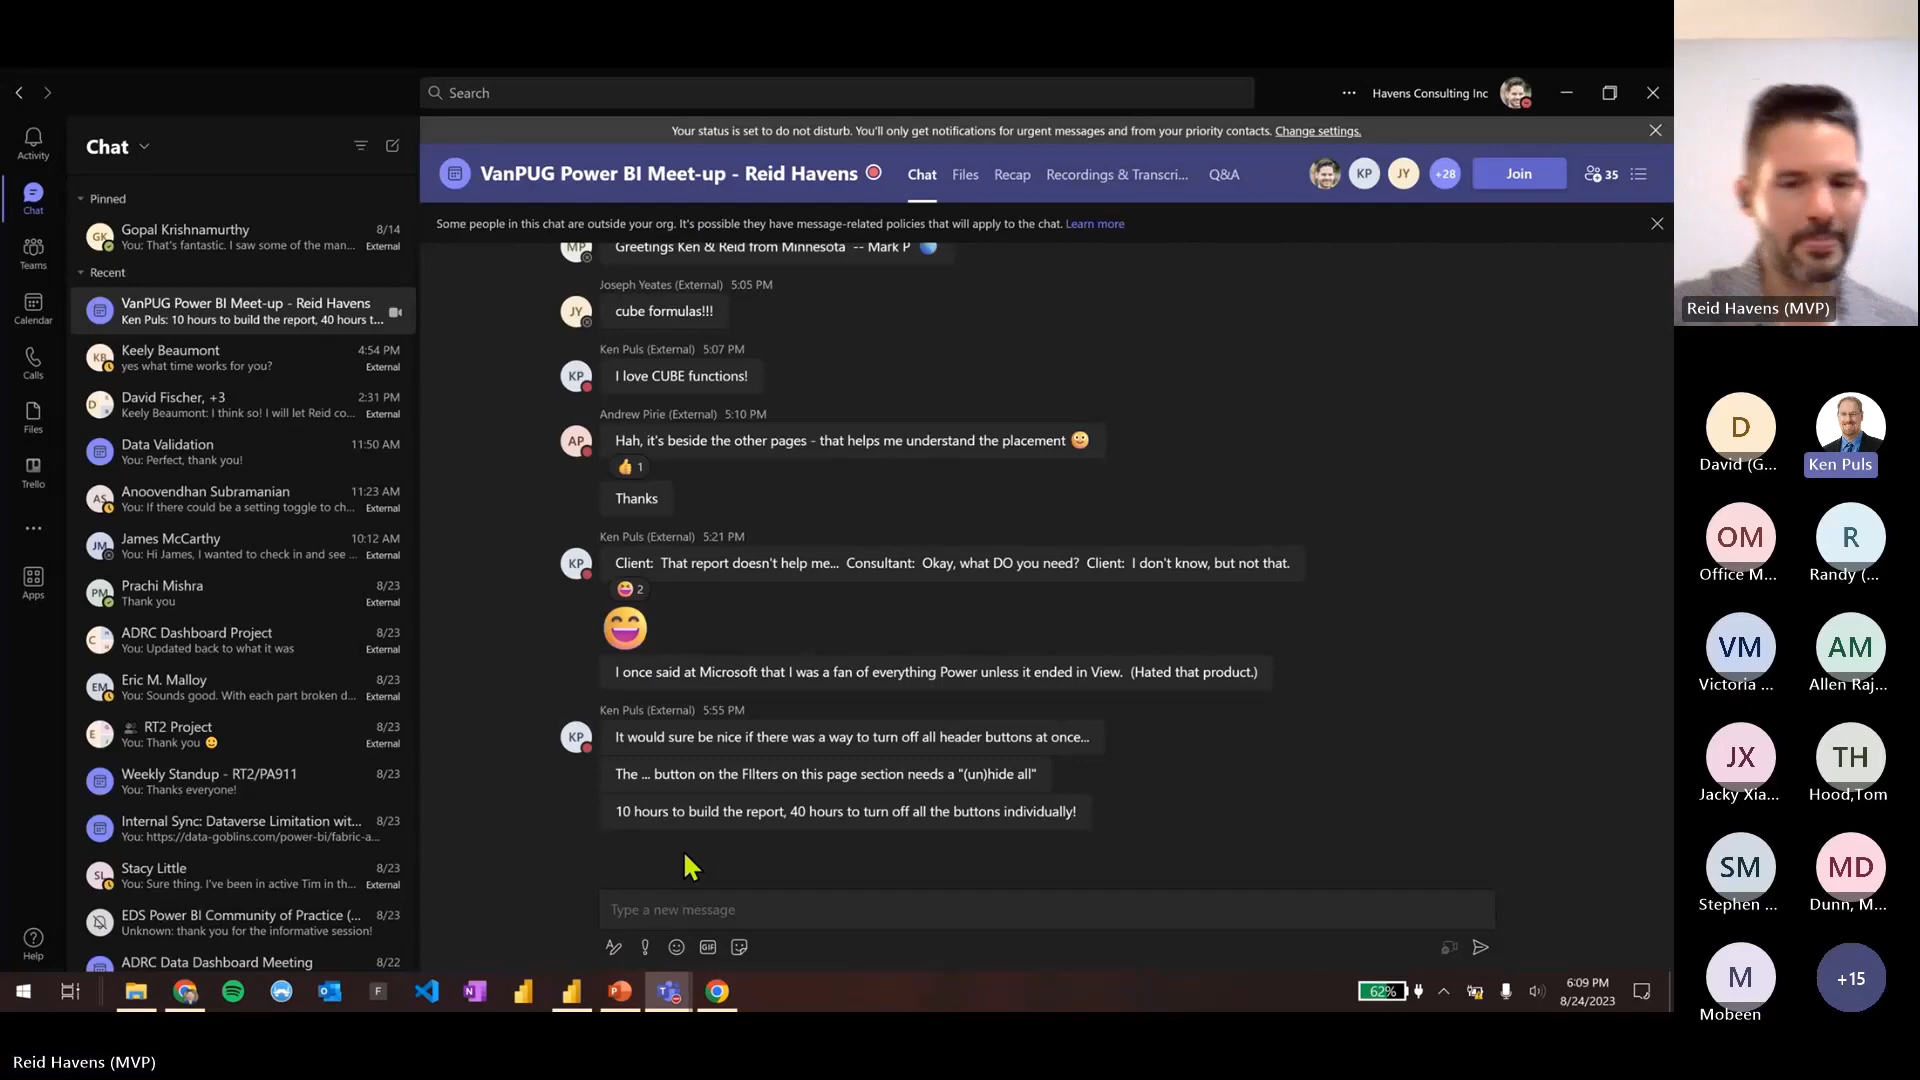 Search
Havens Consulting Inc
Your status is set to do not disturb. You'll only get notifications for urgent messages and from your priority contacts. Change settings.
Activity
Chat
Teams
Calendar
Calls
Files
Trello
Apps
Help
Chat
Pinned
GK
Gopal Krishnamurthy 8/14
You: That's fantastic. I saw some of the man... External
Recent
VanPUG Power BI Meet-up - Reid Havens
Ken Puls: 10 hours to build the report, 40 hours t...
KB
Keely Beaumont 4:54 PM
yes what time works for you? External
D
David Fischer, +3 2:31 PM
Keely Beaumont: I think so! I will let Reid co... External
Data Validation 11:50 AM
You: Perfect, thank you!
AS
Anoovendhan Subramanian 11:23 AM
You: If there could be a setting toggle to ch... External
JM
James McCarthy 10:12 AM
You: Hi James, I wanted to check in and see ... External
PM
Prachi Mishra 8/23
Thank you External
C
ADRC Dashboard Project 8/23
You: Updated back to what it was External
EM
Eric M. Malloy 8/23
You: Sounds good. With each part broken d... External
E
RT2 Project 8/23
You: Thank you External
Weekly Standup - RT2/PA911 8/23
You: Thanks everyone!
Internal Sync: Dataverse Limitation wit... 8/23
You: https://data-goblins.com/power-bi/fabric-a...
SL
Stacy Little 8/23
You: Sure thing. I've been in active Tim in th... External
EDS Power BI Community of Practice (... 8/23
Unknown: thank you for the informative session!
ADRC Data Dashboard Meeting 8/22
VanPUG Power BI Meet-up - Reid Havens
Chat Files Recap Recordings & Transcri... Q&A
KP JY +28 Join 35
Some people in this chat are outside your org. It's possible they have message-related policies that will apply to the chat. Learn more
MP
Greetings Ken & Reid from Minnesota -- Mark P
Joseph Yeates (External) 5:05 PM
JY
cube formulas!!!
Ken Puls (External) 5:07 PM
KP
I love CUBE functions!
Andrew Pirie (External) 5:10 PM
AP
Hah, it's beside the other pages - that helps me understand the placement
1
Thanks
Ken Puls (External) 5:21 PM
KP
Client: That report doesn't help me... Consultant: Okay, what DO you need? Client: I don't know, but not that.
2
I once said at Microsoft that I was a fan of everything Power unless it ended in View. (Hated that product.)
Ken Puls (External) 5:55 PM
KP
It would sure be nice if there was a way to turn off all header buttons at once...
The ... button on the FIlters on this page section needs a "(un)hide all"
10 hours to build the report, 40 hours to turn off all the buttons individually!
Type a new message
GIF
62%
6:09 PM
8/24/2023
Reid Havens (MVP)
D
David (G...
Ken Puls
OM
Office M...
R
Randy (...
VM
Victoria ...
AM
Allen Raj...
JX
Jacky Xia...
TH
Hood,Tom
SM
Stephen ...
MD
Dunn, M...
M
Mobeen
+15
Reid Havens (MVP)